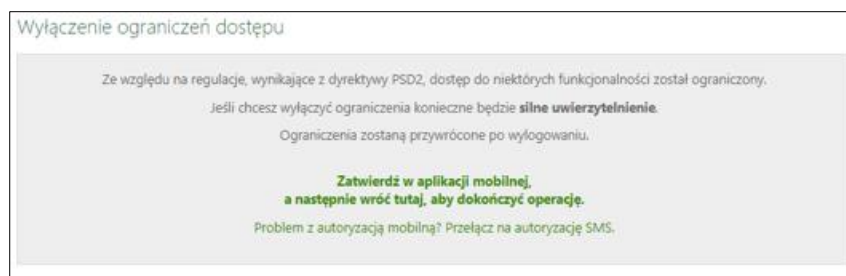 Wyłączenie ograniczeń dostępu
Ze względu na regulacje, wynikające z dyrektywy PSD2, dostęp do niektórych funkcjonalności został ograniczony.
Jeśli chcesz wyłączyć ograniczenia konieczne będzie silne uwierzytelnienie.
Ograniczenia zostaną przywrócone po wylogowaniu.
Zatwierdź w aplikacji mobilnej,
a następnie wróć tutaj, aby dokończyć operację.
Problem z autoryzacją mobilną? Przełącz na autoryzację SMS.